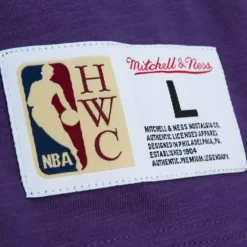 HWC
NBA
Mitchell & Ness
L
MITCHELL & NESS NOSTALGIA CO.
AUTHENTIC LICENSED APPAREL
DESIGNED IN PHILADELPHIA, PA.
ESTABLISHED 1904
AUTHENTIC.PREMIUM.LEGENDARY.